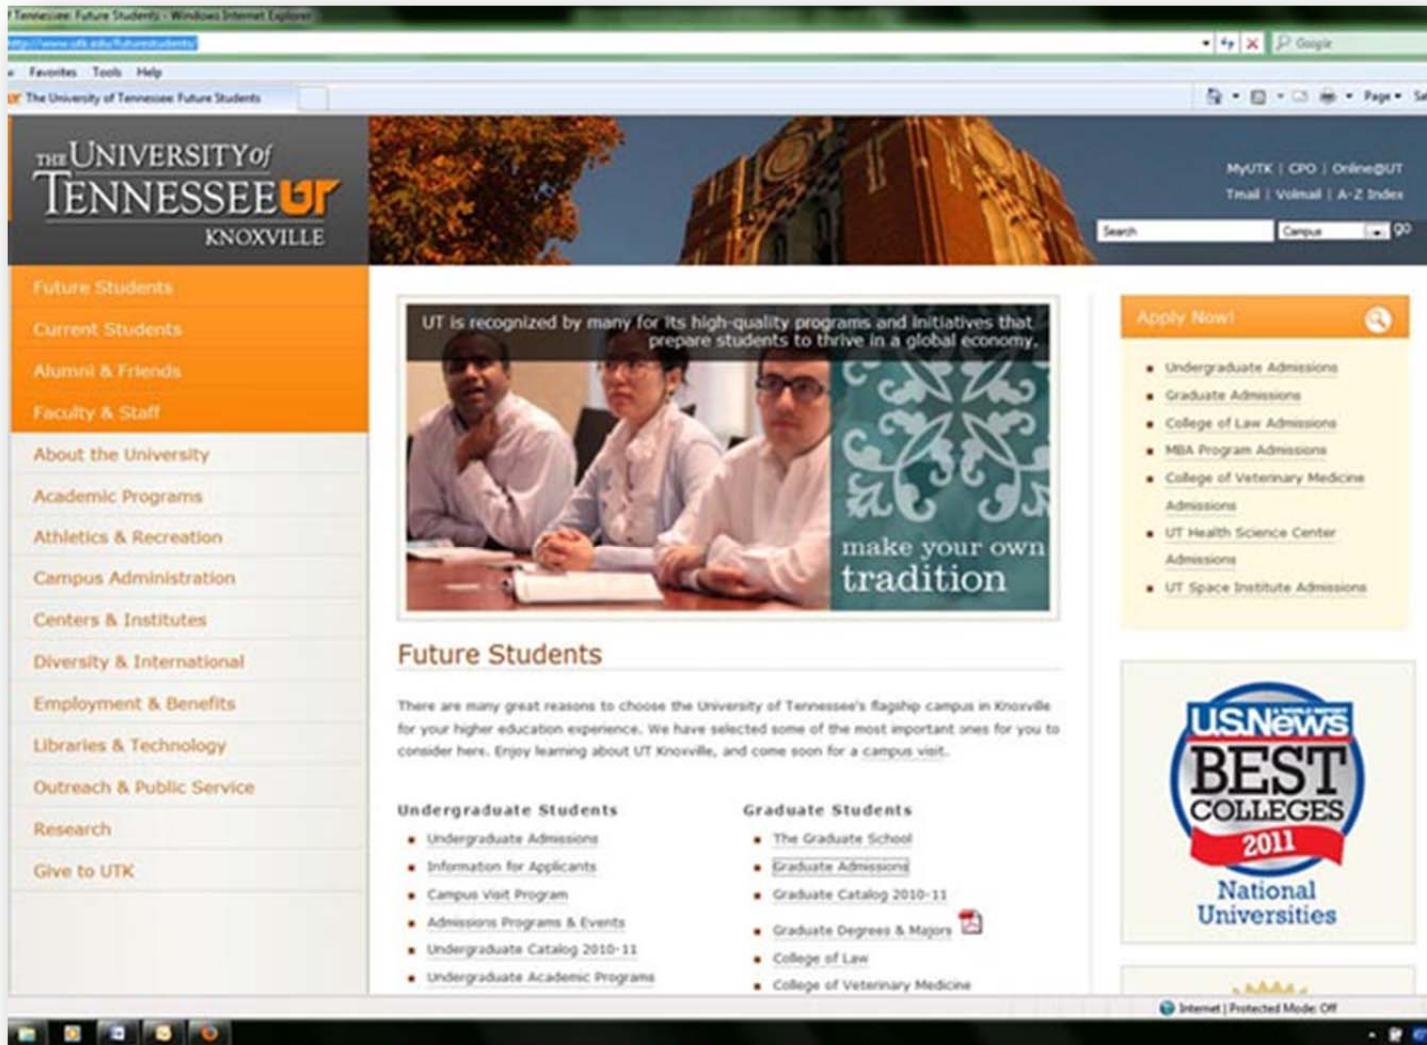 Tennessee: Future Students - Windows Internet Explorer
http://www.utk.edu/futurestudents/
Google
Favorites Tools Help
The University of Tennessee: Future Students
Page
THE UNIVERSITY of
TENNESSEE UT
KNOXVILLE
MyUTK | CPO | Online@UT
Tmail | Volmail | A-Z Index
Search Campus go
Future Students
Current Students
Alumni & Friends
Faculty & Staff
About the University
Academic Programs
Athletics & Recreation
Campus Administration
Centers & Institutes
Diversity & International
Employment & Benefits
Libraries & Technology
Outreach & Public Service
Research
Give to UTK
UT is recognized by many for its high-quality programs and initiatives that
prepare students to thrive in a global economy.
make your own
tradition
Future Students
There are many great reasons to choose the University of Tennessee's flagship campus in Knoxville
for your higher education experience. We have selected some of the most important ones for you to
consider here. Enjoy learning about UT Knoxville, and come soon for a campus visit.
Undergraduate Students
Undergraduate Admissions
Information for Applicants
Campus Visit Program
Admissions Programs & Events
Undergraduate Catalog 2010-11
Undergraduate Academic Programs
Graduate Students
The Graduate School
Graduate Admissions
Graduate Catalog 2010-11
Graduate Degrees & Majors
College of Law
College of Veterinary Medicine
Apply Now!
Undergraduate Admissions
Graduate Admissions
College of Law Admissions
MBA Program Admissions
College of Veterinary Medicine
Admissions
UT Health Science Center
Admissions
UT Space Institute Admissions
U.S.News
BEST
COLLEGES
2011
National
Universities
Internet | Protected Mode: Off